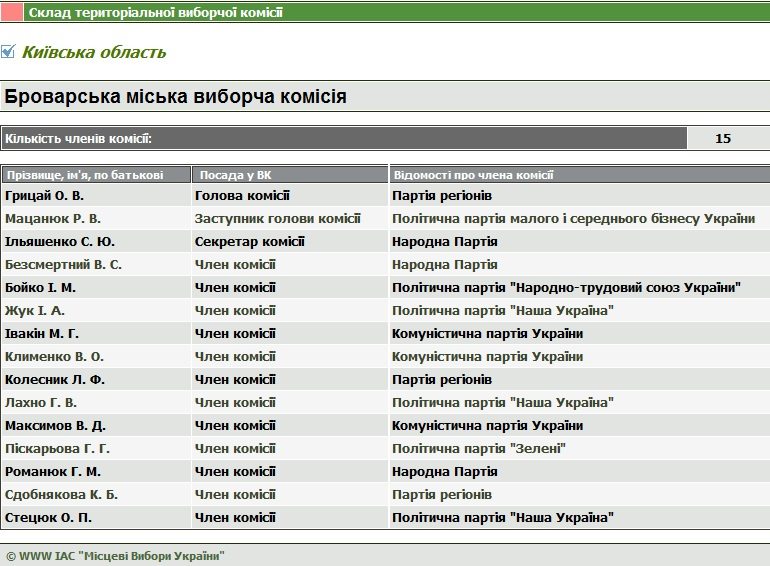 Склад територіальної виборчої комісії
Київська область
Броварська міська виборча комісія
Кількість членів комісії: 15
Прізвище, ім'я, по батькові Посада у ВК Відомості про члена комісії
Грицай О. В. Голова комісії Партія регіонів
Мацанюк Р. В. Заступник голови комісії Політична партія малого і середнього бізнесу України
Ільяшенко С. Ю. Секретар комісії Народна Партія
Безсмертний В. С. Член комісії Народна Партія
Бойко І. М. Член комісії Політична партія "Народно-трудовий союз України"
Жук І. А. Член комісії Політична партія "Наша Україна"
Івакін М. Г. Член комісії Комуністична партія України
Клименко В. О. Член комісії Комуністична партія України
Колесник Л. Ф. Член комісії Партія регіонів
Лахно Г. В. Член комісії Політична партія "Наша Україна"
Максимов В. Д. Член комісії Комуністична партія України
Піскарьова Г. Г. Член комісії Політична партія "Зелені"
Романюк Г. М. Член комісії Народна Партія
Сдобнякова К. Б. Член комісії Партія регіонів
Стецюк О. П. Член комісії Політична партія "Наша Україна"
© WWW ІАС "Місцеві Вибори України"